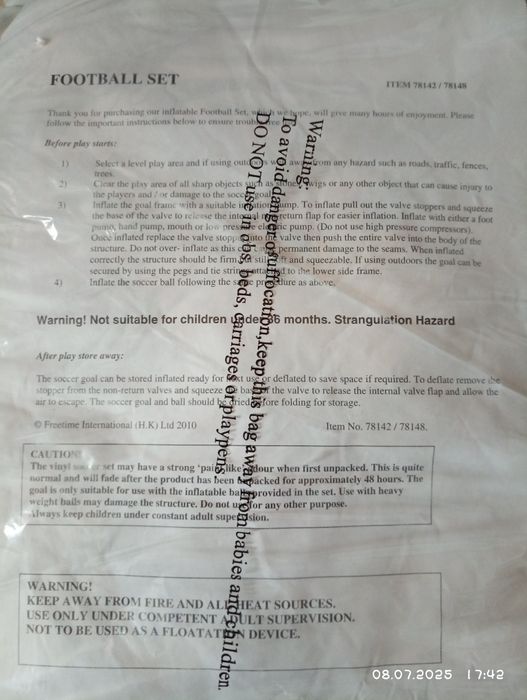 FOOTBALL SET
ITEM 78142 / 78148
Thank you for purchasing our inflatable Football Set, which we hope, will give many hours of enjoyment. Please
follow the important instructions below to ensure trouble free
Before play starts:
1) Select a level play area and if using outdoors away from any hazard such as roads, traffic, fences,
trees.
2) Clear the play area of all sharp objects such as stones, twigs or any other object that can cause injury to
the players and / or damage to the soccer goal.
3) Inflate the goal frame with a suitable inflation pump. To inflate pull out the valve stoppers and squeeze
the base of the valve to release the internal non return flap for easier inflation. Inflate with either a foot
pump, hand pump, mouth or low pressure electric pump. (Do not use high pressure compressors).
Once inflated replace the valve stopper into the valve then push the entire valve into the body of the
structure. Do not over- inflate as this can cause permanent damage to the seams. When inflated
correctly the structure should be firm but still soft and squeezable. If using outdoors the goal can be
secured by using the pegs and tie string attached to the lower side frame.
4) Inflate the soccer ball following the same procedure as above.
Warning! Not suitable for children under 36 months. Strangulation Hazard
After play store away:
The soccer goal can be stored inflated ready for next use or deflated to save space if required. To deflate remove the
stopper from the non-return valves and squeeze the base of the valve to release the internal valve flap and allow the
air to escape. The soccer goal and ball should be dried before folding for storage.
© Freetime International (H.K) Ltd 2010
Item No. 78142 / 78148.
CAUTION
The vinyl soccer set may have a strong 'paint like' odour when first unpacked. This is quite
normal and will fade after the product has been unpacked for approximately 48 hours. The
goal is only suitable for use with the inflatable ball provided in the set. Use with heavy
weight balls may damage the structure. Do not use for any other purpose.
Always keep children under constant adult supervision.
WARNING!
KEEP AWAY FROM FIRE AND ALL HEAT SOURCES.
USE ONLY UNDER COMPETENT ADULT SUPERVISION.
NOT TO BE USED AS A FLOATATION DEVICE.
Warning:
To avoid danger of suffocation, keep this bag away from babies and children.
DO NOT use in cribs, beds, carriages or playpens
08.07.2025 17:42